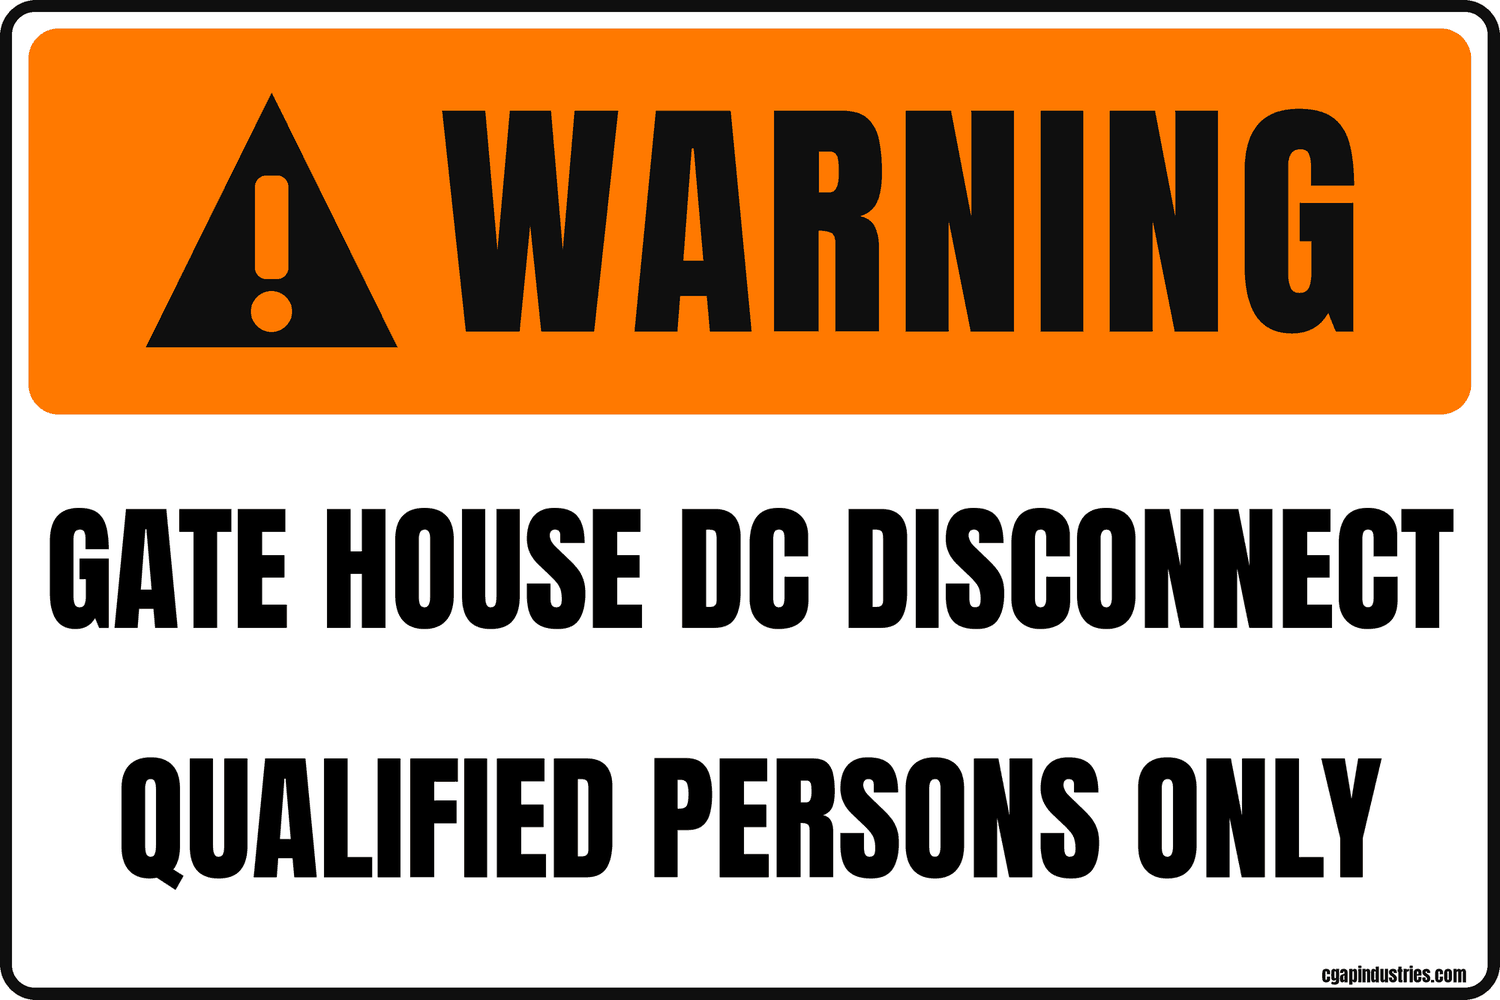 WARNING
GATE HOUSE DC DISCONNECT
QUALIFIED PERSONS ONLY
cgapindustries.com